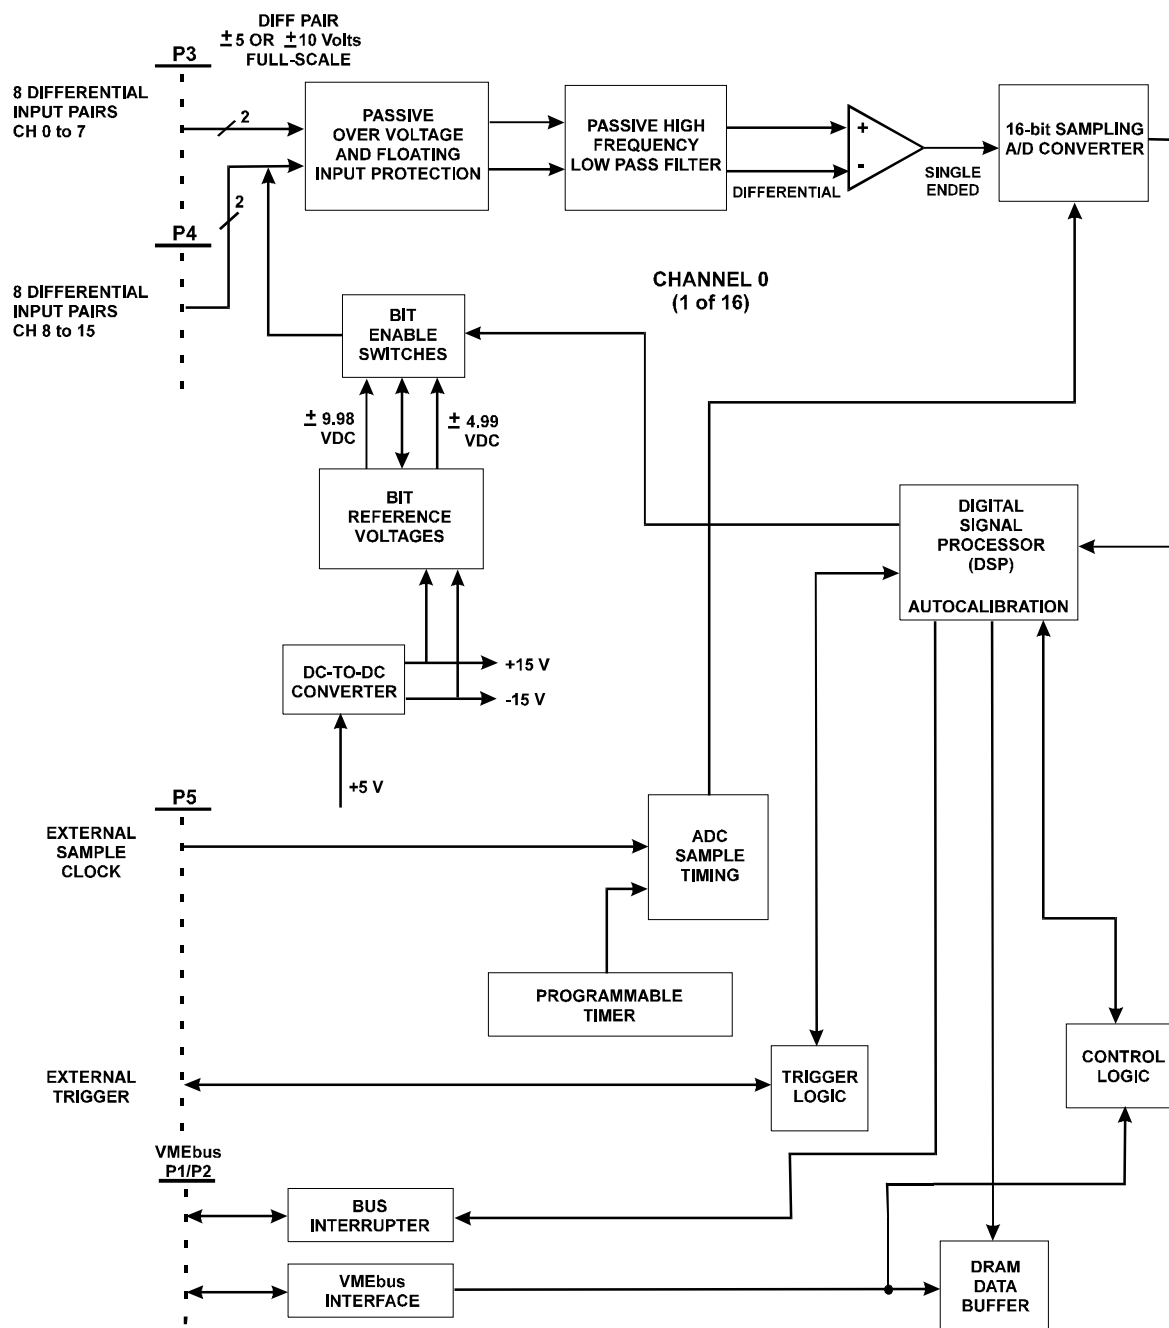 DIFF PAIR
±5 OR ±10 Volts
FULL-SCALE
P3
8 DIFFERENTIAL
INPUT PAIRS
CH 0 to 7
2
PASSIVE
OVER VOLTAGE
AND FLOATING
INPUT PROTECTION
PASSIVE HIGH
FREQUENCY
LOW PASS FILTER
+
-
DIFFERENTIAL
SINGLE
ENDED
16-bit SAMPLING
A/D CONVERTER
2
P4
8 DIFFERENTIAL
INPUT PAIRS
CH 8 to 15
CHANNEL 0
(1 of 16)
BIT
ENABLE
SWITCHES
± 9.98
VDC
± 4.99
VDC
BIT
REFERENCE
VOLTAGES
DIGITAL
SIGNAL
PROCESSOR
(DSP)
AUTOCALIBRATION
DC-TO-DC
CONVERTER
+15 V
-15 V
+5 V
P5
EXTERNAL
SAMPLE
CLOCK
ADC
SAMPLE
TIMING
PROGRAMMABLE
TIMER
EXTERNAL
TRIGGER
TRIGGER
LOGIC
CONTROL
LOGIC
VMEbus
P1/P2
BUS
INTERRUPTER
VMEbus
INTERFACE
DRAM
DATA
BUFFER